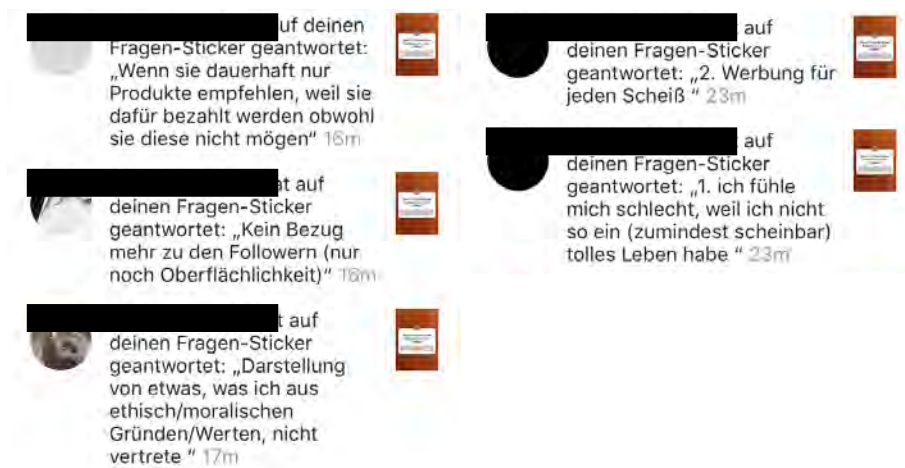 uf deinen
Fragen-Sticker geantwortet:
„Wenn sie dauerhaft nur
Produkte empfehlen, weil sie
dafür bezahlt werden obwohl
sie diese nicht mögen“ 16m
at auf
deinen Fragen-Sticker
geantwortet: „Kein Bezug
mehr zu den Followern (nur
noch Oberflächlichkeit)“ 16m
t auf
deinen Fragen-Sticker
geantwortet: „Darstellung
von etwas, was ich aus
ethisch/moralischen
Gründen/Werten, nicht
vertrete “ 17m
auf
deinen Fragen-Sticker
geantwortet: „2. Werbung für
jeden Scheiß “ 23m
auf
deinen Fragen-Sticker
geantwortet: „1. ich fühle
mich schlecht, weil ich nicht
so ein (zumindest scheinbar)
tolles Leben habe “ 23m